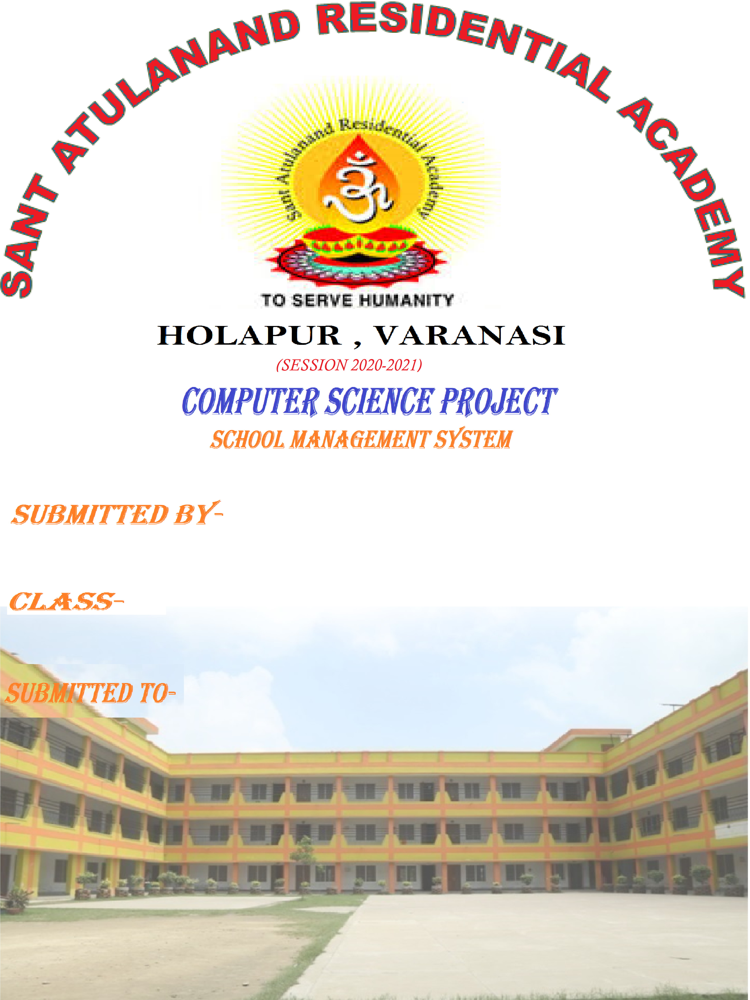 SANT ATULANAND RESIDENTIAL ACADEMY
Sant Atulanand Residential Academy
ॐ
TO SERVE HUMANITY
HOLAPUR , VARANASI
(SESSION 2020-2021)
COMPUTER SCIENCE PROJECT
SCHOOL MANAGEMENT SYSTEM
SUBMITTED BY-
CLASS-
SUBMITTED TO-